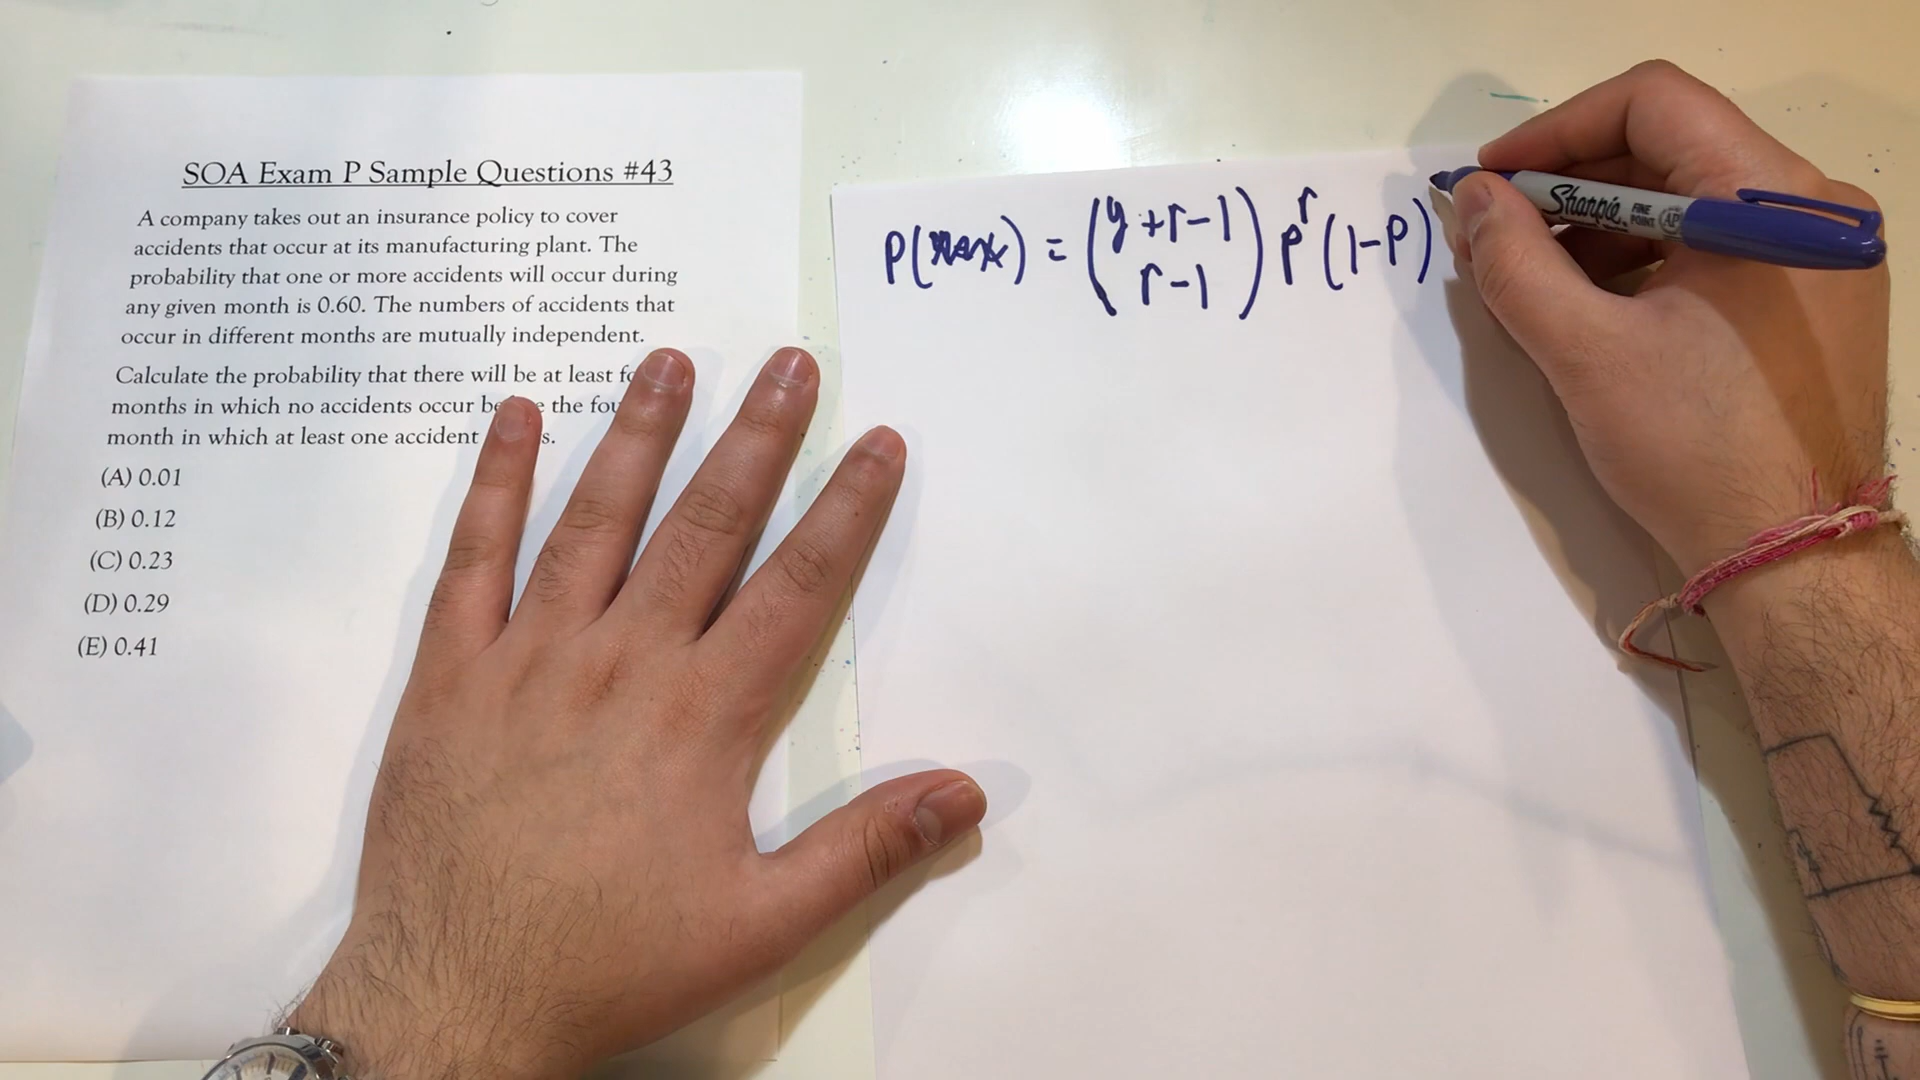 SOA Exam P Sample Questions #43
A company takes out an insurance policy to cover
accidents that occur at its manufacturing plant. The
probability that one or more accidents will occur during
any given month is 0.60. The numbers of accidents that
occur in different months are mutually independent.
Calculate the probability that there will be at least
months in which no accidents occur the
month in which at least one accident
(A) 0.01
(B) 0.12
(C) 0.23
(D) 0.29
(E) 0.41
P( ) = (y+r-1 
r-1) p^r (1-p)
Sharpie FINE POINT AP